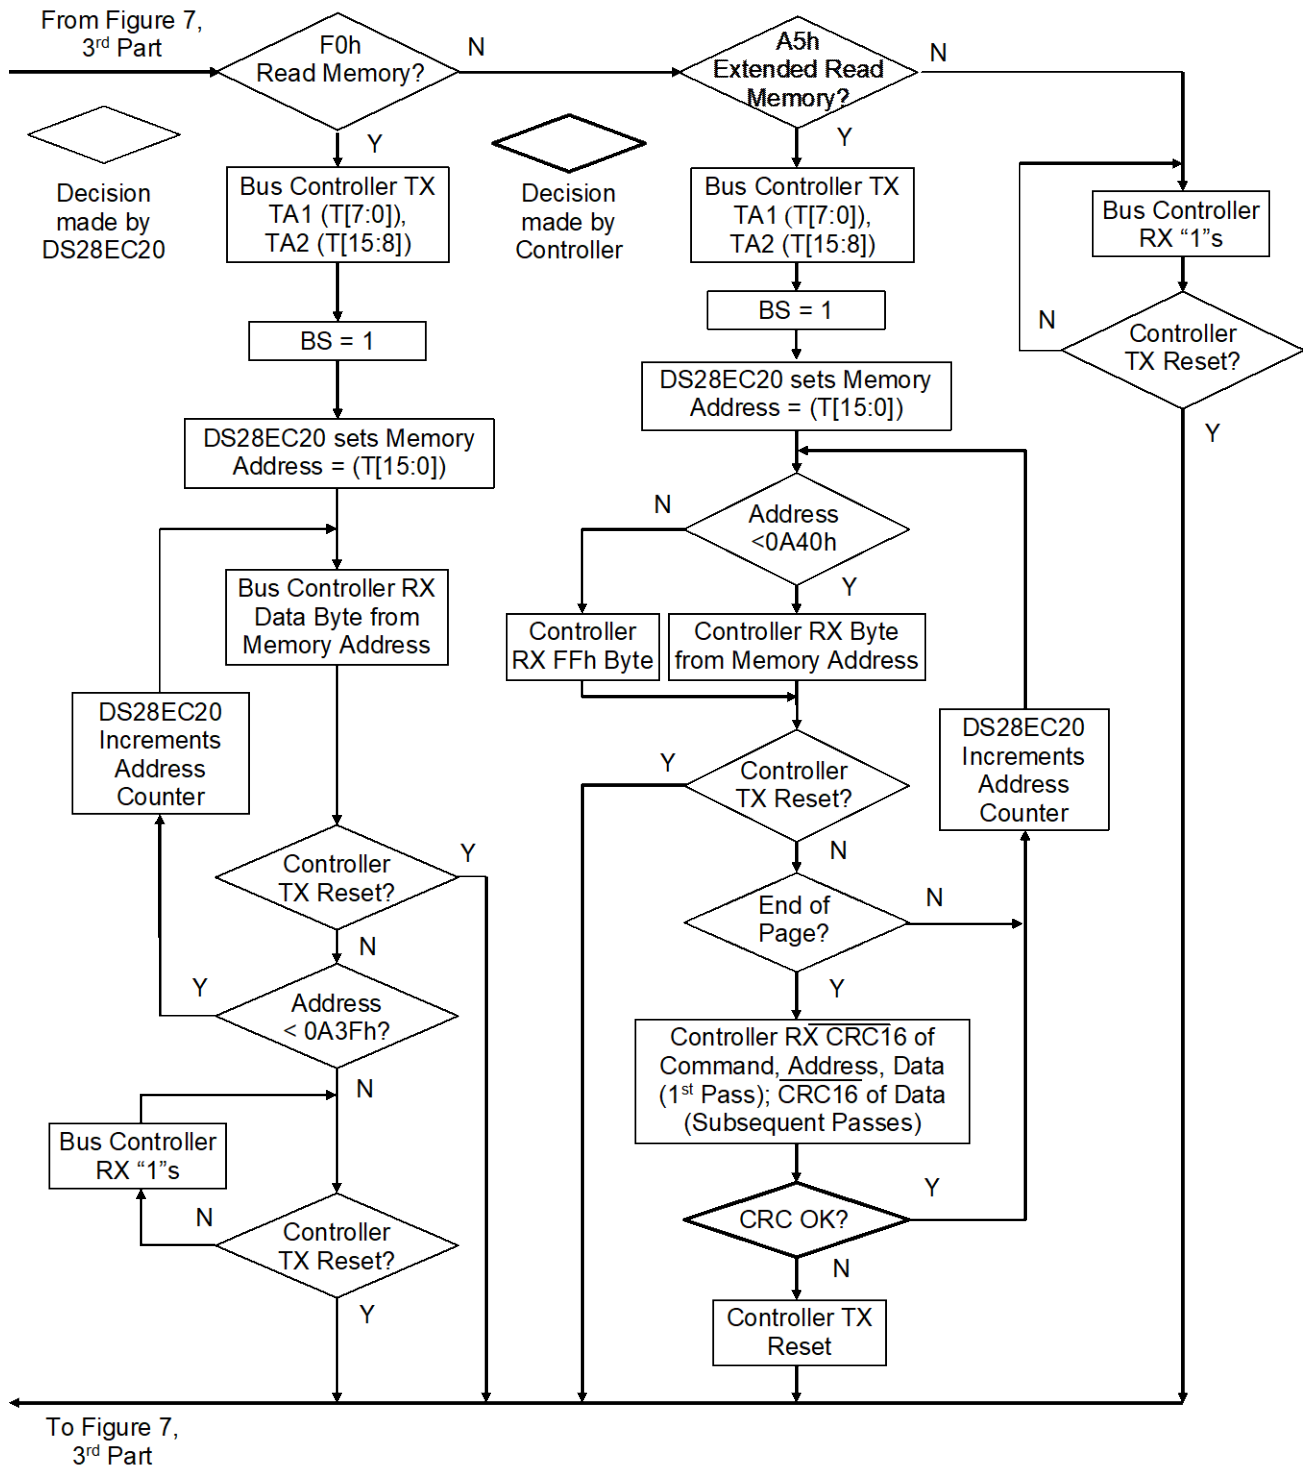 From Figure 7,
3rd Part
F0h
Read Memory?
N
Y
A5h
Extended Read
Memory?
N
Y
Decision
made by
DS28EC20
Decision
made by
Controller
Bus Controller TX
TA1 (T[7:0]),
TA2 (T[15:8])
BS = 1
DS28EC20 sets Memory
Address = (T[15:0])
Bus Controller RX
Data Byte from
Memory Address
DS28EC20
Increments
Address
Counter
Controller
TX Reset?
Y
N
Address
< 0A3Fh?
Y
N
Bus Controller
RX “1”s
Controller
TX Reset?
N
Y
Bus Controller TX
TA1 (T[7:0]),
TA2 (T[15:8])
BS = 1
DS28EC20 sets Memory
Address = (T[15:0])
Address
<0A40h
N
Y
Controller
RX FFh Byte
Controller RX Byte
from Memory Address
Controller
TX Reset?
Y
N
DS28EC20
Increments
Address
Counter
End of
Page?
N
Y
Controller RX CRC16 of
Command, Address, Data
(1st Pass); CRC16 of Data
(Subsequent Passes)
CRC OK?
Y
N
Controller TX
Reset
Bus Controller
RX “1”s
Controller
TX Reset?
N
Y
To Figure 7,
3rd Part